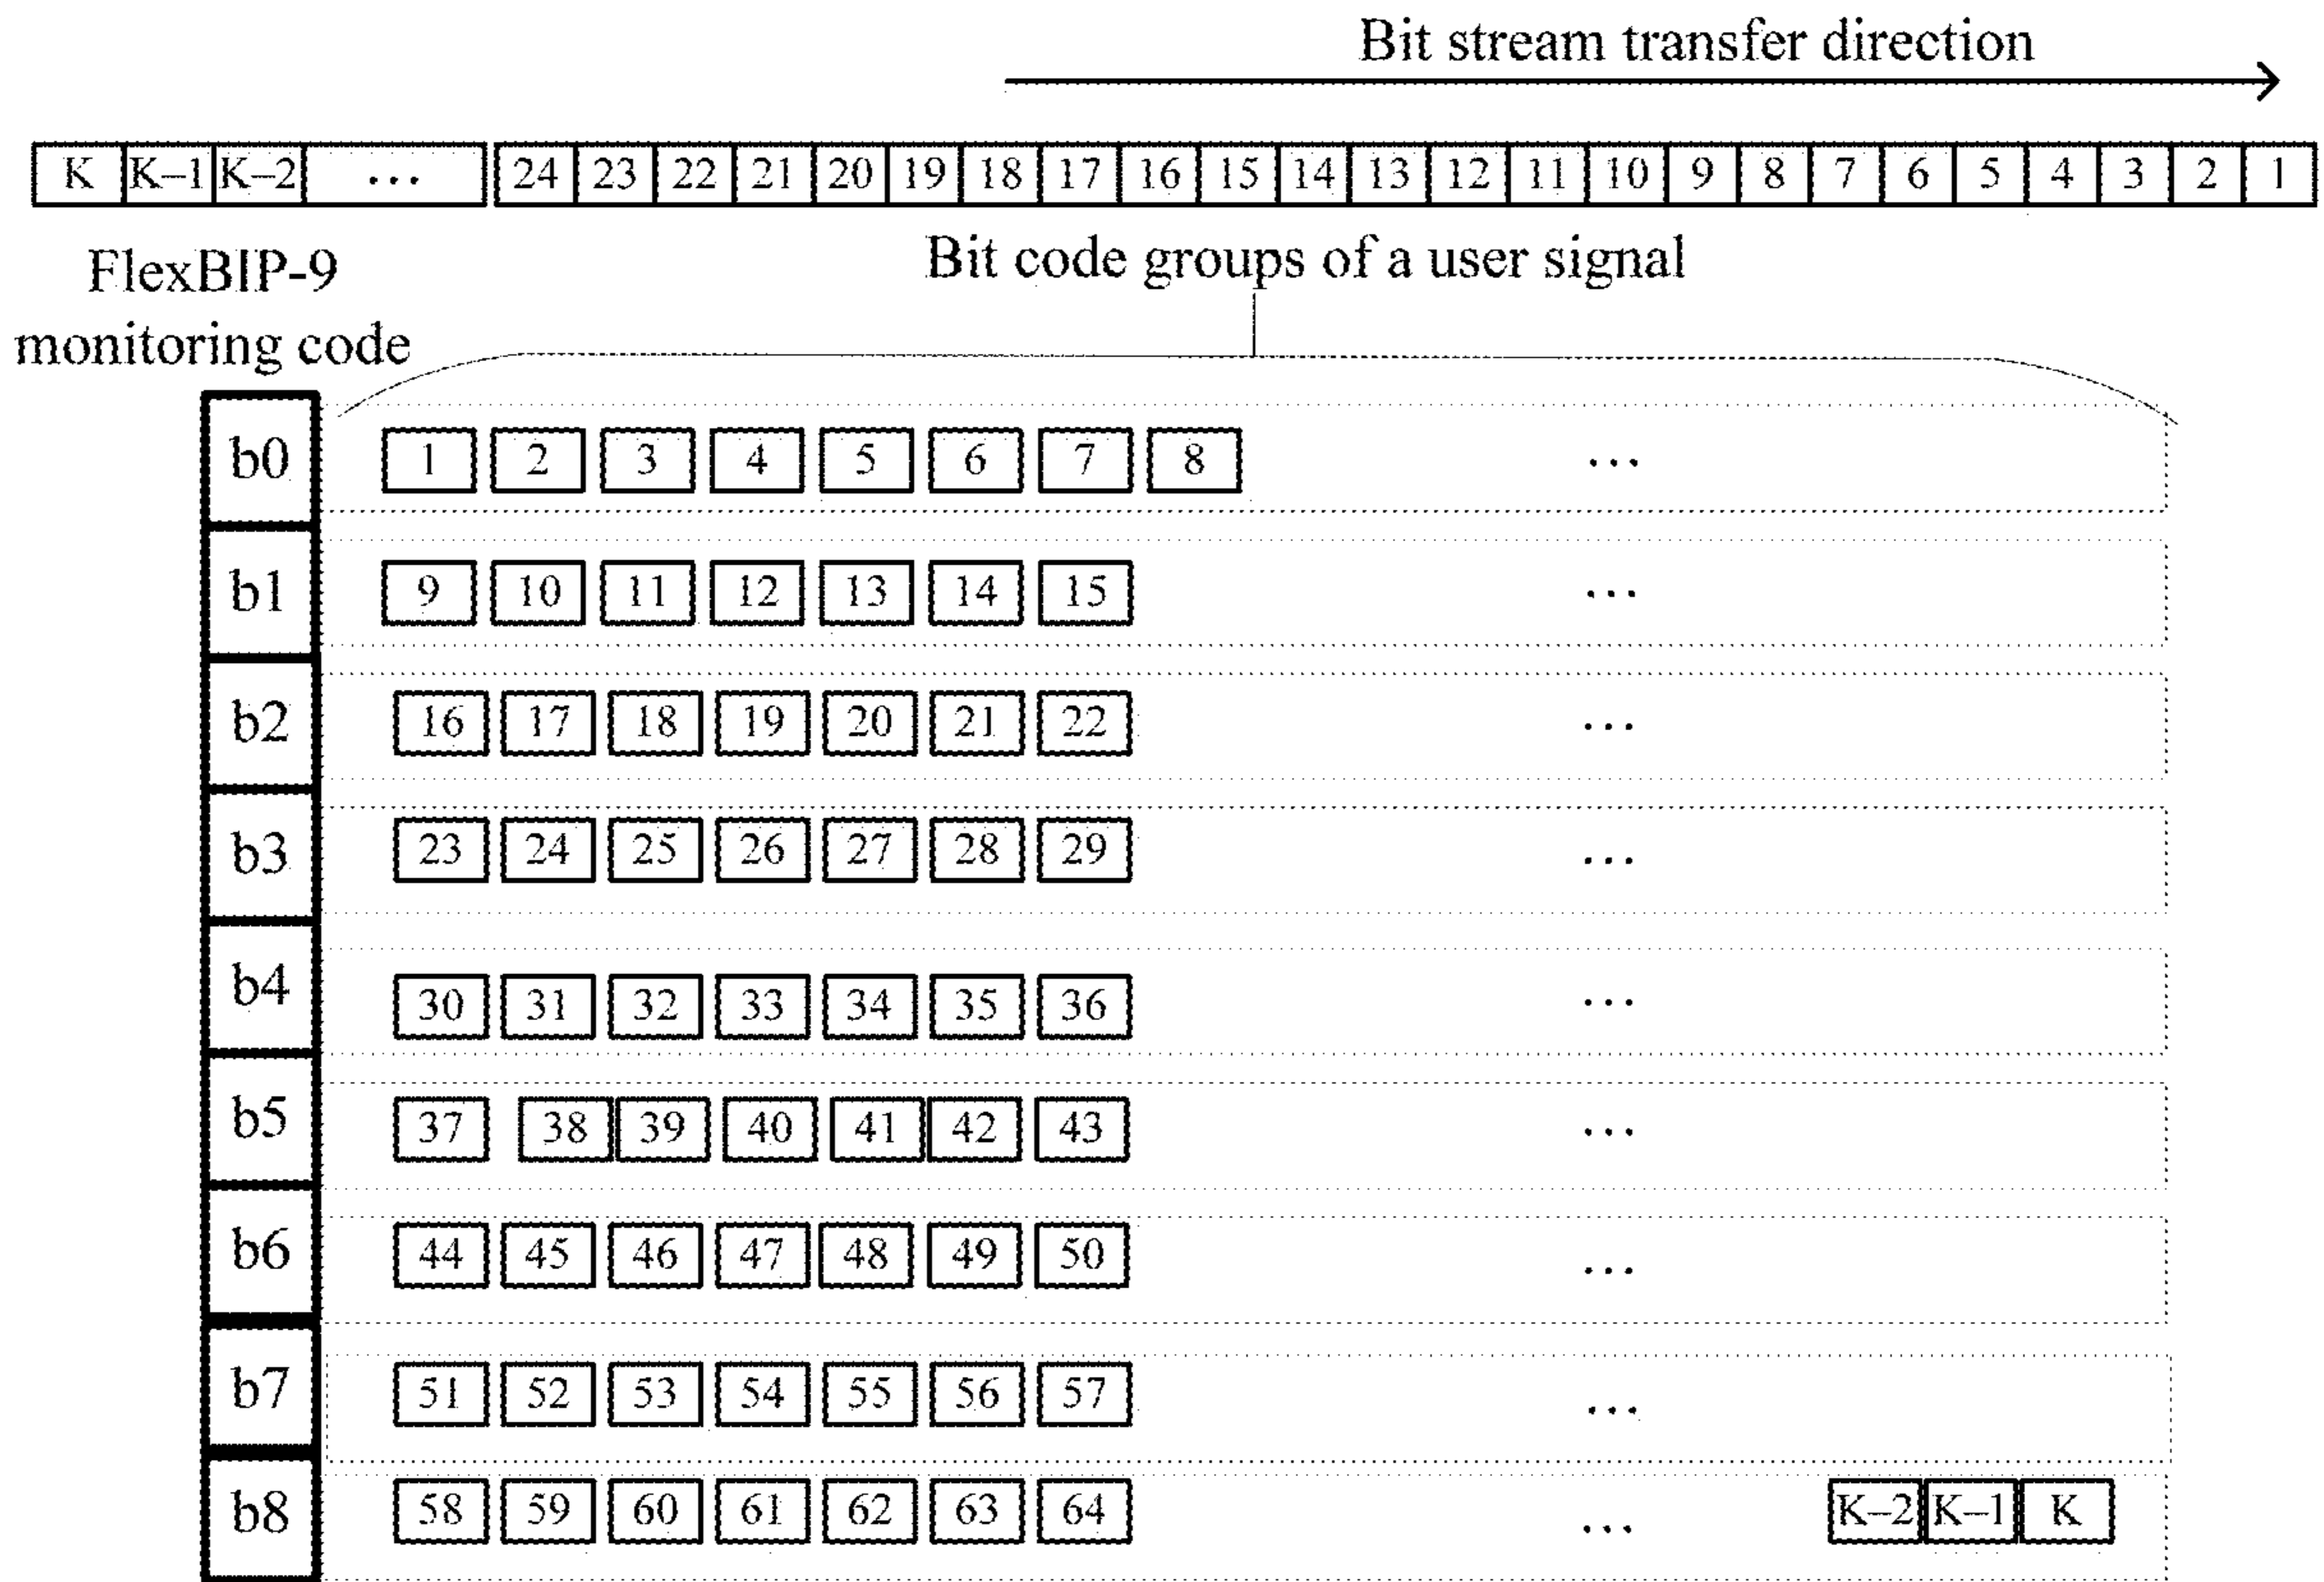 Bit stream transfer direction
K K–1 K–2 ... 24 23 22 21 20 19 18 17 16 15 14 13 12 11 10 9 8 7 6 5 4 3 2 1
FlexBIP-9
monitoring code
Bit code groups of a user signal
b0 1 2 3 4 5 6 7 8 ...
b1 9 10 11 12 13 14 15 ...
b2 16 17 18 19 20 21 22 ...
b3 23 24 25 26 27 28 29 ...
b4 30 31 32 33 34 35 36 ...
b5 37 38 39 40 41 42 43 ...
b6 44 45 46 47 48 49 50 ...
b7 51 52 53 54 55 56 57 ...
b8 58 59 60 61 62 63 64 ... K–2 K–1 K